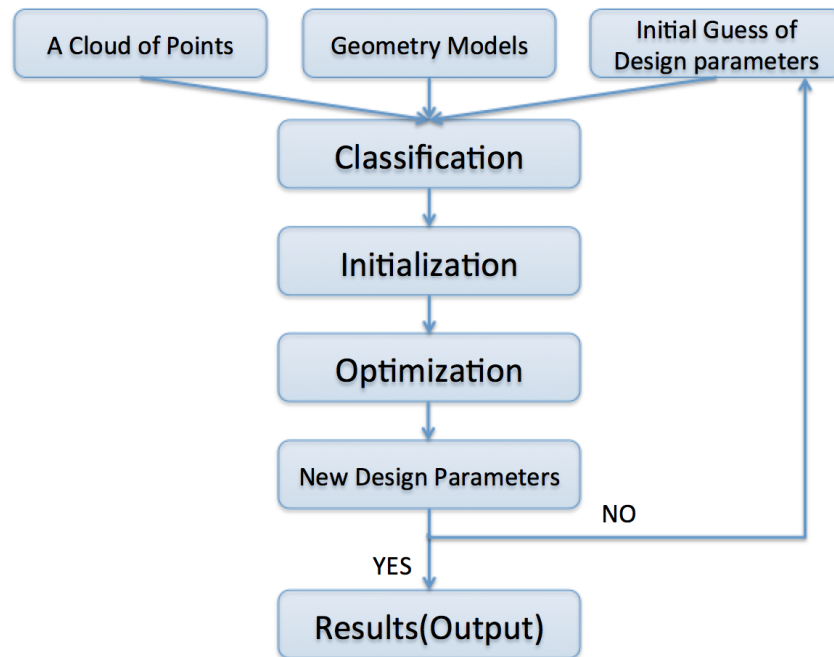 A Cloud of Points
Geometry Models
Initial Guess of
Design parameters
Classification
Initialization
Optimization
New Design Parameters
NO
YES
Results(Output)